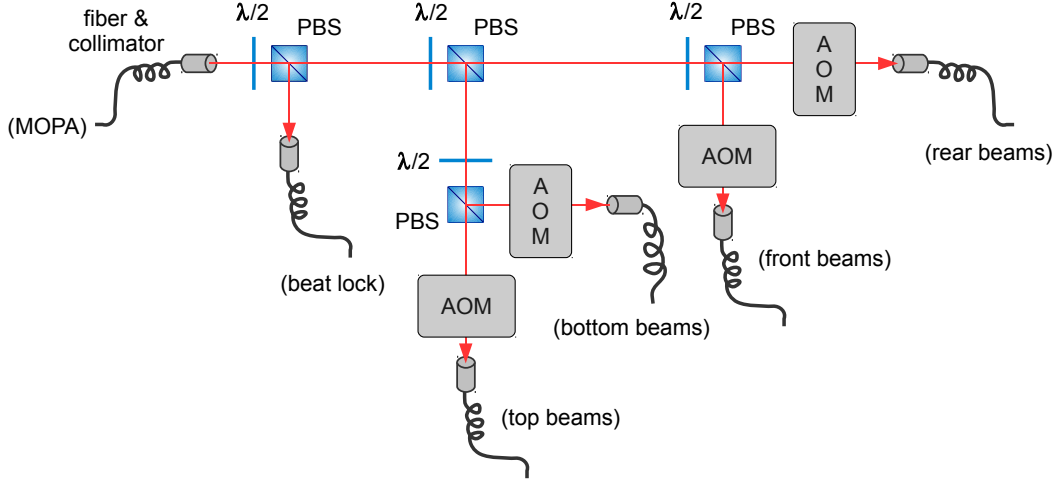 fiber &
collimator
λ/2
PBS
λ/2
PBS
λ/2
PBS
A
O
M
(MOPA)
AOM
(rear beams)
λ/2
PBS
A
O
M
(front beams)
(beat lock)
AOM
(bottom beams)
(top beams)